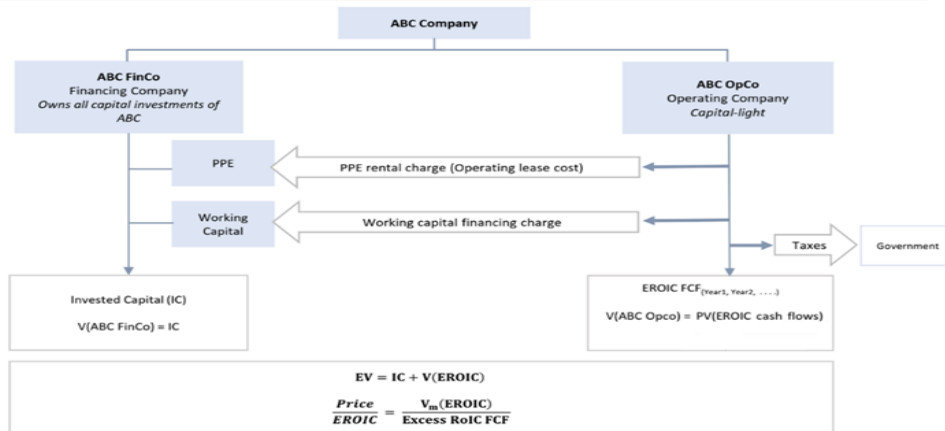 ABC Company
ABC FinCo
Financing Company
Owns all capital investments of
ABC
ABC OpCo
Operating Company
Capital-light
PPE
PPE rental charge (Operating lease cost)
Working
Capital
Working capital financing charge
Taxes
Government
Invested Capital (IC)
V(ABC FinCo) = IC
EROIC FCF(Year1, Year2, . . . .)
V(ABC Opco) = PV(EROIC cash flows)
EV = IC + V(EROIC)
Price/EROIC = Vm(EROIC)/Excess RoIC FCF